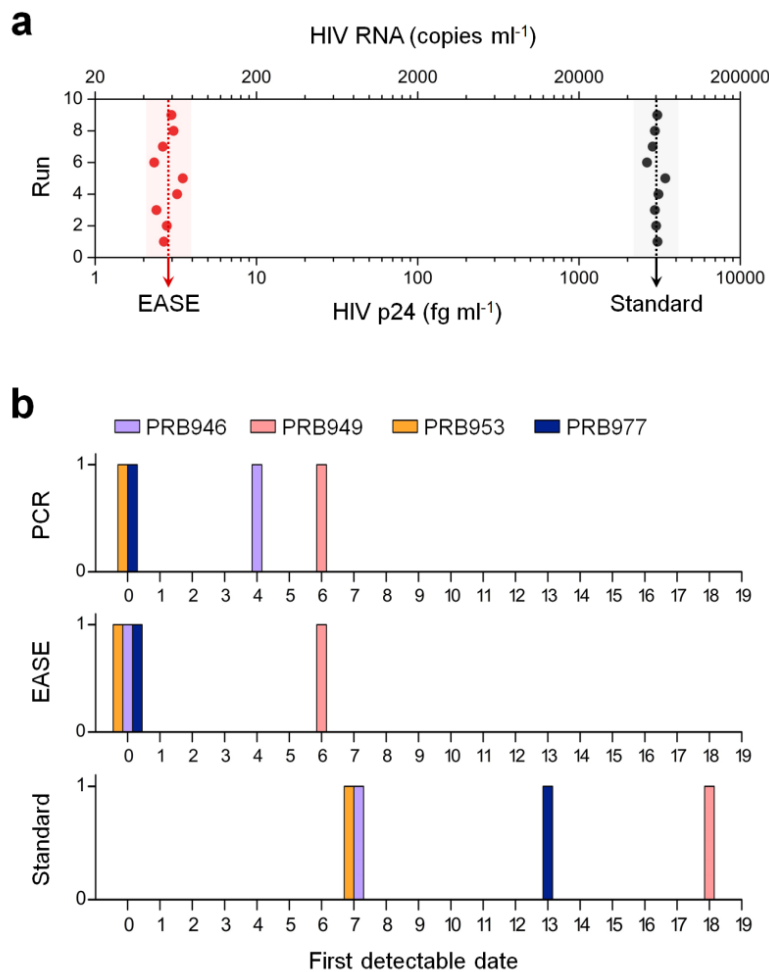 a
HIV RNA (copies ml⁻¹)
20 200 2000 20000 200000
Run
10
8
6
4
2
0
1 10 100 1000 10000
EASE HIV p24 (fg ml⁻¹) Standard
b
PRB946 PRB949 PRB953 PRB977
PCR
1
0
0 1 2 3 4 5 6 7 8 9 10 11 12 13 14 15 16 17 18 19
EASE
1
0
0 1 2 3 4 5 6 7 8 9 10 11 12 13 14 15 16 17 18 19
Standard
1
0
0 1 2 3 4 5 6 7 8 9 10 11 12 13 14 15 16 17 18 19
First detectable date